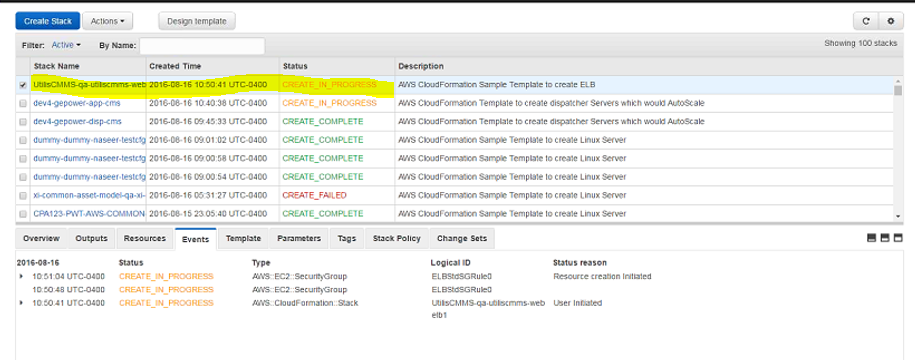 Create Stack Actions Design template
Filter: Active By Name: Showing 100 stacks
Stack Name Created Time Status Description
UtilisCMMS-qa-utiliscmms-web 2016-08-16 10:50:41 UTC-0400 CREATE_IN_PROGRESS AWS CloudFormation Sample Template to create ELB
dev4-gepower-app-cms 2016-08-16 10:40:38 UTC-0400 CREATE_IN_PROGRESS AWS CloudFormation Template to create dispatcher Servers which would AutoScale
dev4-gepower-disp-cms 2016-08-16 09:45:33 UTC-0400 CREATE_COMPLETE AWS CloudFormation Template to create dispatcher Servers which would AutoScale
dummy-dummy-naseer-testcfg 2016-08-16 09:01:02 UTC-0400 CREATE_COMPLETE AWS CloudFormation Sample Template to create Linux Server
dummy-dummy-naseer-testcfg 2016-08-16 09:00:58 UTC-0400 CREATE_COMPLETE AWS CloudFormation Sample Template to create Linux Server
dummy-dummy-naseer-testcfg 2016-08-16 09:00:54 UTC-0400 CREATE_COMPLETE AWS CloudFormation Sample Template to create Linux Server
xi-common-asset-model-qa-xi- 2016-08-16 05:31:27 UTC-0400 CREATE_FAILED AWS CloudFormation Sample Template to create Linux Server
CPA123-PWT-AWS-COMMON- 2016-08-15 23:05:40 UTC-0400 CREATE_COMPLETE AWS CloudFormation Sample Template to create Linux Server
Overview Outputs Resources Events Template Parameters Tags Stack Policy Change Sets
2016-08-16 Status Type Logical ID Status reason
10:51:04 UTC-0400 CREATE_IN_PROGRESS AWS::EC2::SecurityGroup ELBStdSGRule0 Resource creation Initiated
10:50:48 UTC-0400 CREATE_IN_PROGRESS AWS::EC2::SecurityGroup ELBStdSGRule0
10:50:41 UTC-0400 CREATE_IN_PROGRESS AWS::CloudFormation::Stack UtilisCMMS-qa-utiliscmms-web User Initiated
elb1